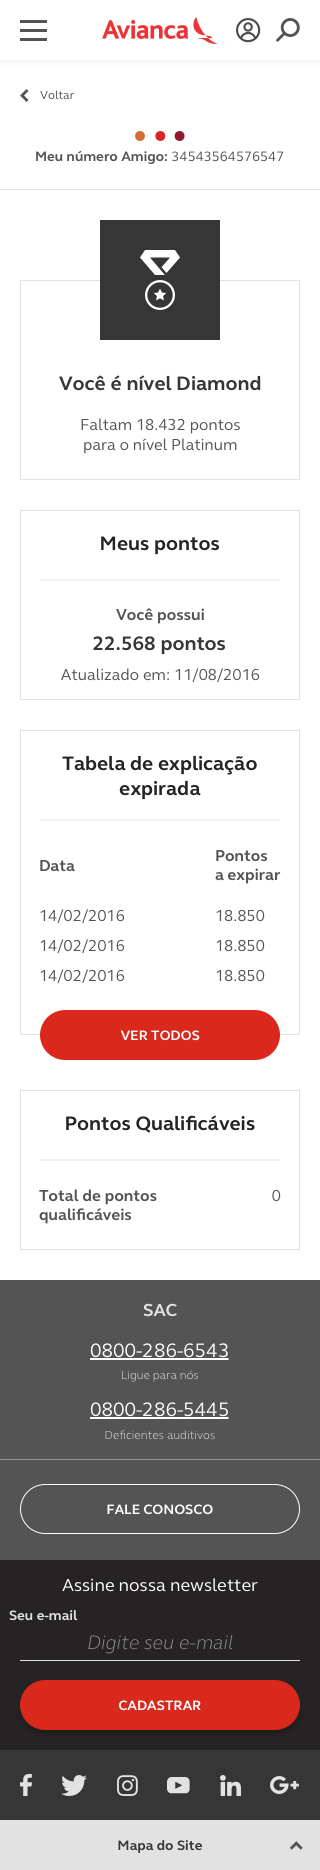 Avianca
Voltar
Meu número Amigo: 34543564576547
Você é nível Diamond
Faltam 18.432 pontos
para o nível Platinum
Meus pontos
Você possui
22.568 pontos
Atualizado em: 11/08/2016
Tabela de explicação
expirada
Data
Pontos
a expirar
14/02/2016 18.850
14/02/2016 18.850
14/02/2016 18.850
VER TODOS
Pontos Qualificáveis
Total de pontos
qualificáveis
0
SAC
0800-286-6543
Ligue para nós
0800-286-5445
Deficientes auditivos
FALE CONOSCO
Assine nossa newsletter
Seu e-mail
Digite seu e-mail
CADASTRAR
Mapa do Site